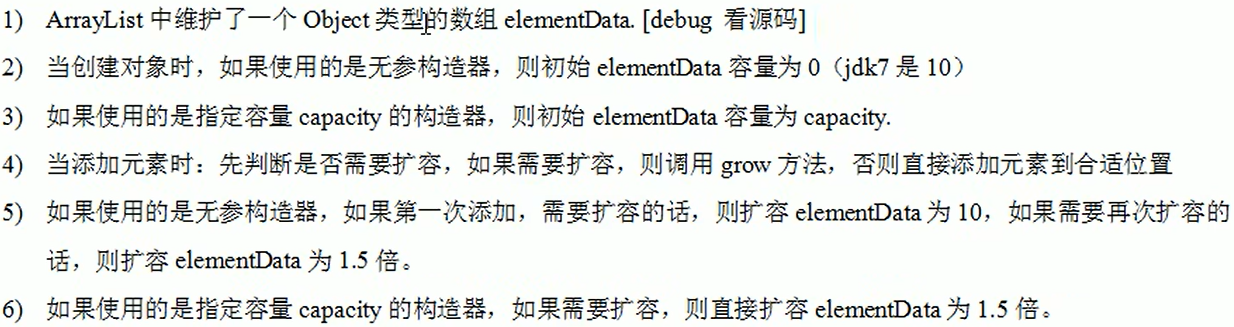 1) ArrayList 中维护了一个 Object 类型的数组 elementData. [debug 看源码]
2) 当创建对象时，如果使用的是无参构造器，则初始 elementData 容量为 0（jdk7 是 10）
3) 如果使用的是指定容量 capacity 的构造器，则初始 elementData 容量为 capacity.
4) 当添加元素时：先判断是否需要扩容，如果需要扩容，则调用 grow 方法，否则直接添加元素到合适位置
5) 如果使用的是无参构造器，如果第一次添加，需要扩容的话，则扩容 elementData 为 10，如果需要再次扩容的
话，则扩容 elementData 为 1.5 倍。
6) 如果使用的是指定容量 capacity 的构造器，如果需要扩容，则直接扩容 elementData 为 1.5 倍。